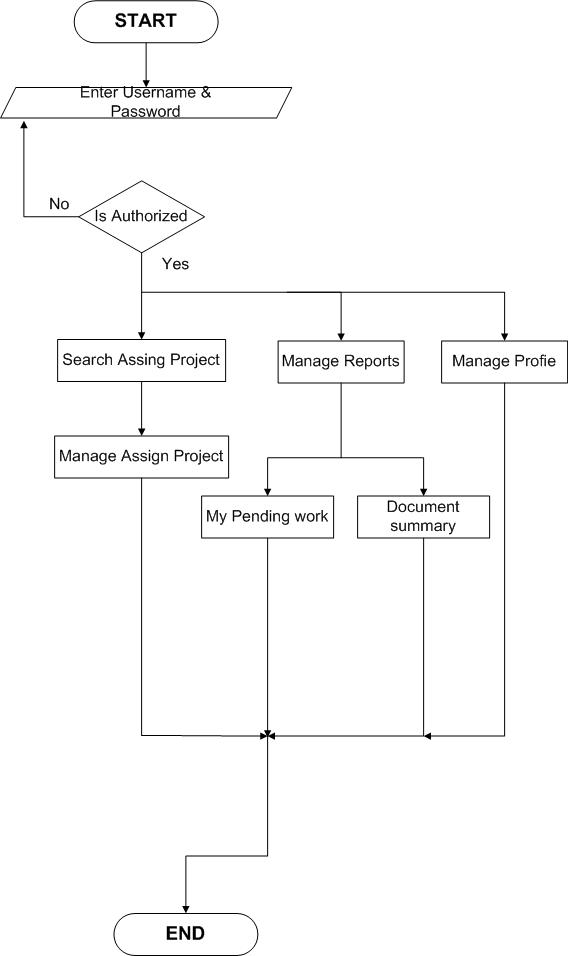 START
Enter Username &
Password
No
Is Authorized
Yes
Search Assing Project
Manage Reports
Manage Profie
Manage Assign Project
My Pending work
Document
summary
END